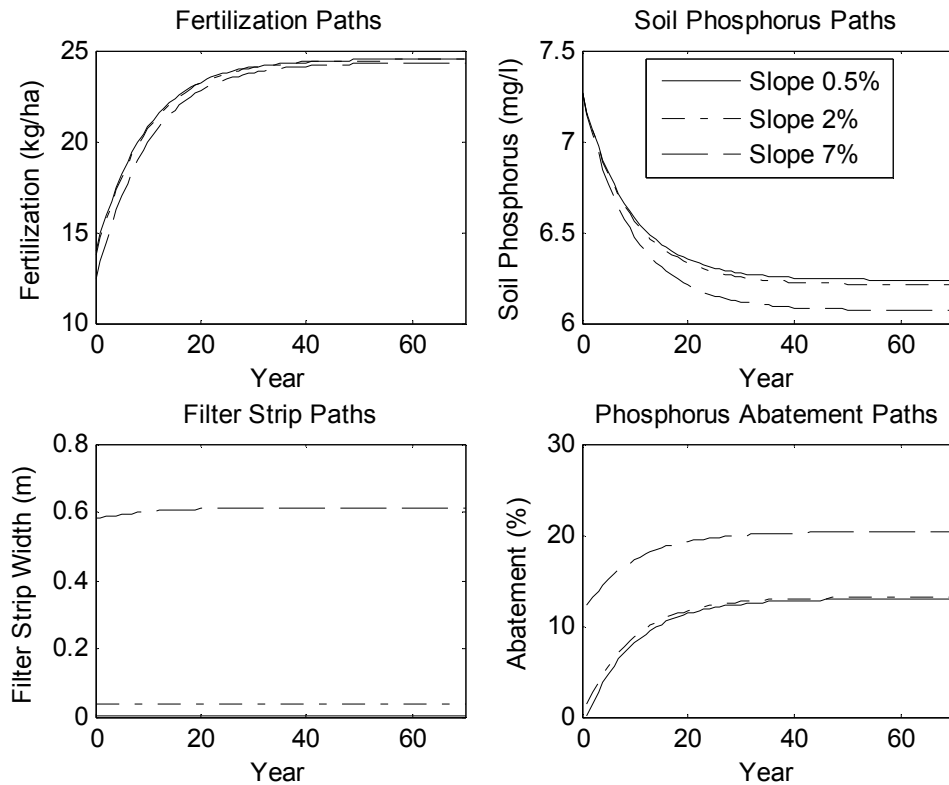 Fertilization Paths
Fertilization (kg/ha)
25
20
15
10
0
20
40
60
Year
Soil Phosphorus Paths
Soil Phosphorus (mg/l)
7.5
7
6.5
6
Slope 0.5%
Slope 2%
Slope 7%
0
20
40
60
Year
Filter Strip Paths
Filter Strip Width (m)
0.8
0.6
0.4
0.2
0
0
20
40
60
Year
Phosphorus Abatement Paths
Abatement (%)
30
20
10
0
0
20
40
60
Year